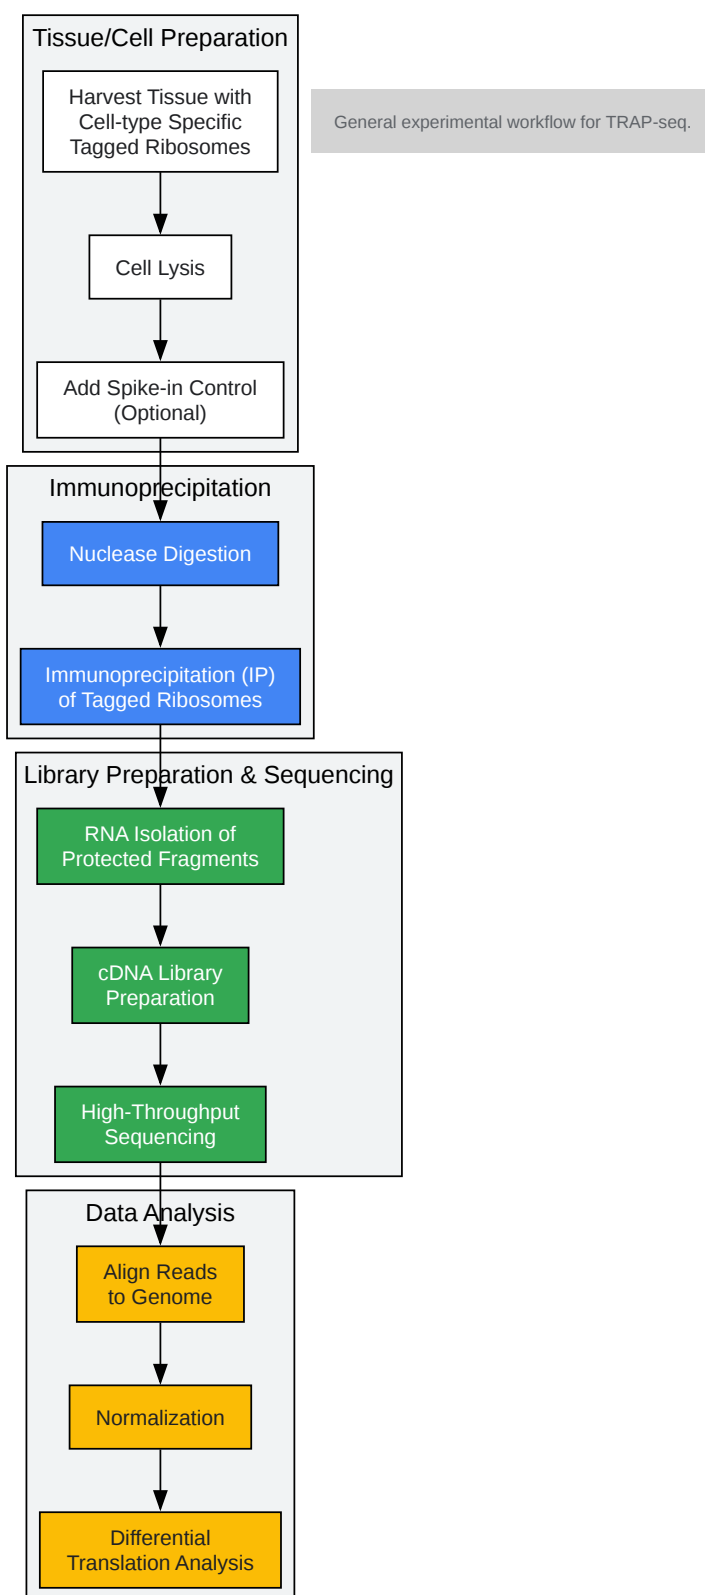 Tissue/Cell Preparation
Harvest Tissue with
Cell-type Specific
Tagged Ribosomes
General experimental workflow for TRAP-seq.
Cell Lysis
Add Spike-in Control
(Optional)
Immunoprecipitation
Nuclease Digestion
Immunoprecipitation (IP)
of Tagged Ribosomes
Library Preparation & Sequencing
RNA Isolation of
Protected Fragments
cDNA Library
Preparation
High-Throughput
Sequencing
Data Analysis
Align Reads
to Genome
Normalization
Differential
Translation Analysis